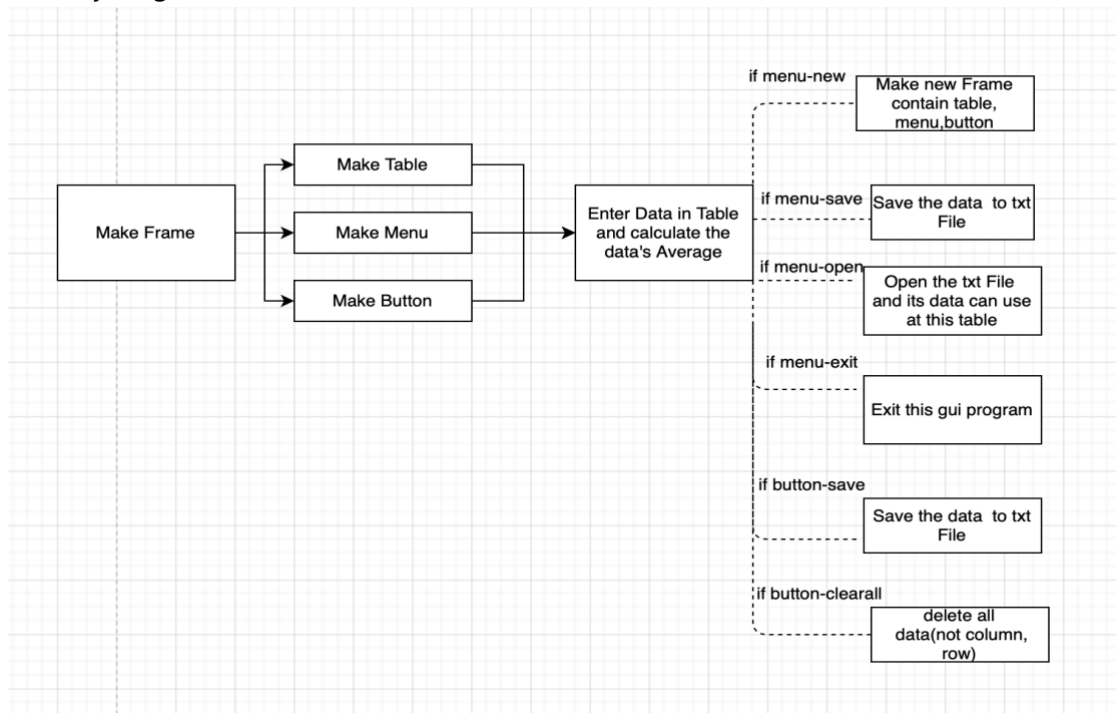 Make Frame
Make Table
Make Menu
Make Button
Enter Data in Table
and calculate the
data's Average
if menu-new
Make new Frame
contain table,
menu,button
if menu-save
Save the data to txt
File
if menu-open
Open the txt File
and its data can use
at this table
if menu-exit
Exit this gui program
if button-save
Save the data to txt
File
if button-clearall
delete all
data(not column,
row)